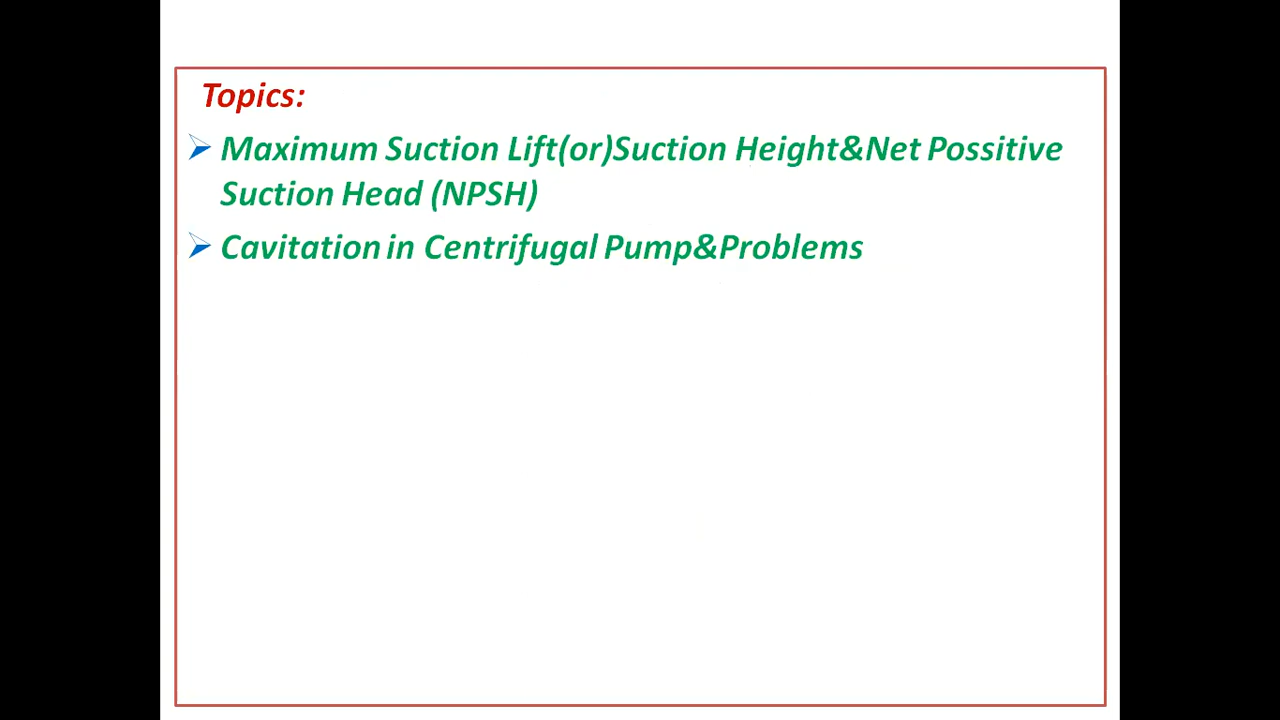 Topics:
Maximum Suction Lift(or)Suction Height&Net Possitive
Suction Head (NPSH)
Cavitation in Centrifugal Pump&Problems